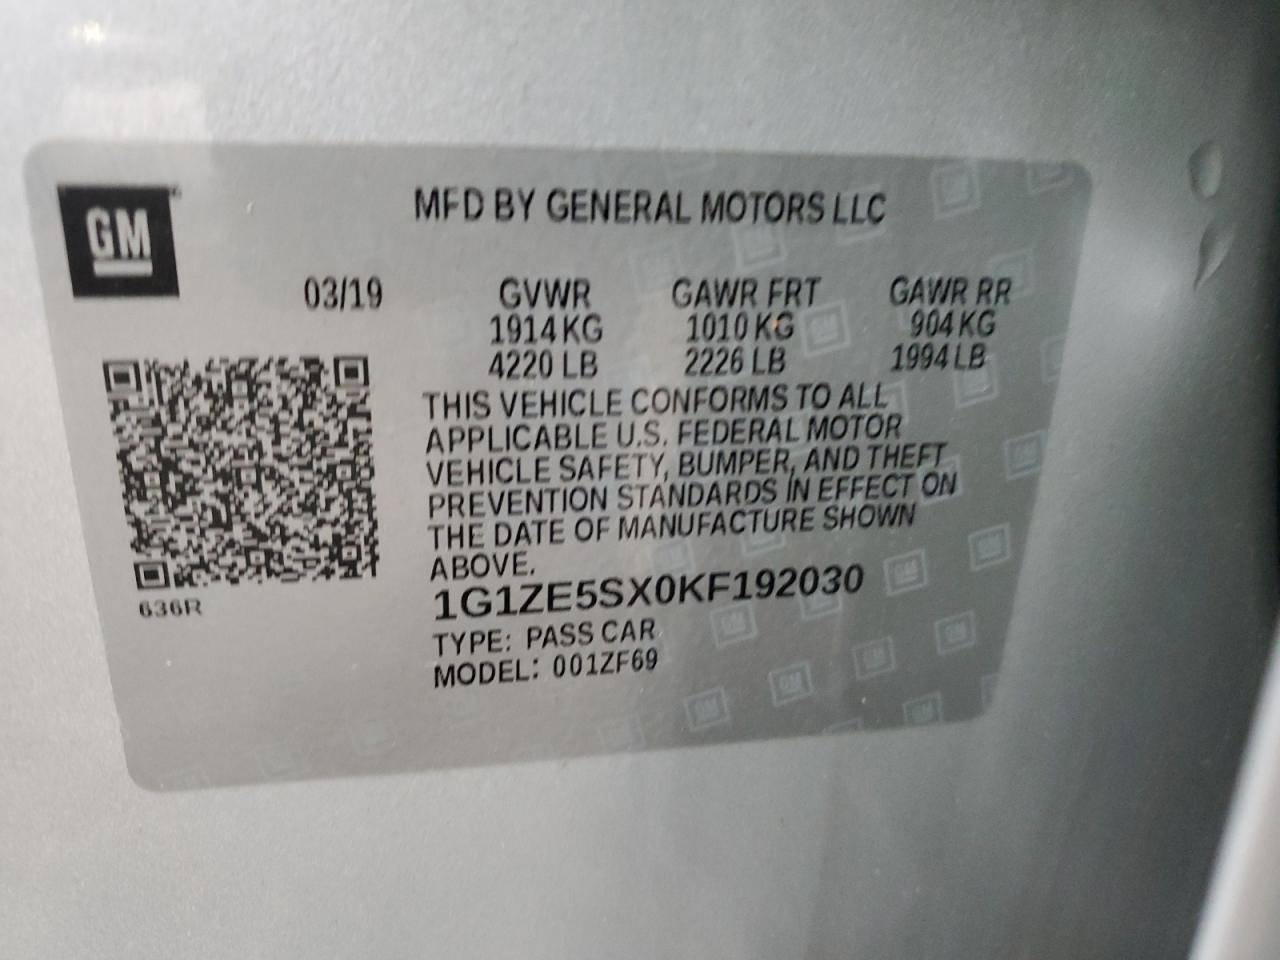 GM
MFD BY GENERAL MOTORS LLC
03/19 GVWR GAWR FRT GAWR RR
1914 KG 1010 KG 904 KG
4220 LB 2226 LB 1994 LB
THIS VEHICLE CONFORMS TO ALL
APPLICABLE U.S. FEDERAL MOTOR
VEHICLE SAFETY, BUMPER, AND THEFT
PREVENTION STANDARDS IN EFFECT ON
THE DATE OF MANUFACTURE SHOWN
ABOVE.
636R
1G1ZE5SX0KF192030
TYPE: PASS CAR
MODEL: 001ZF69